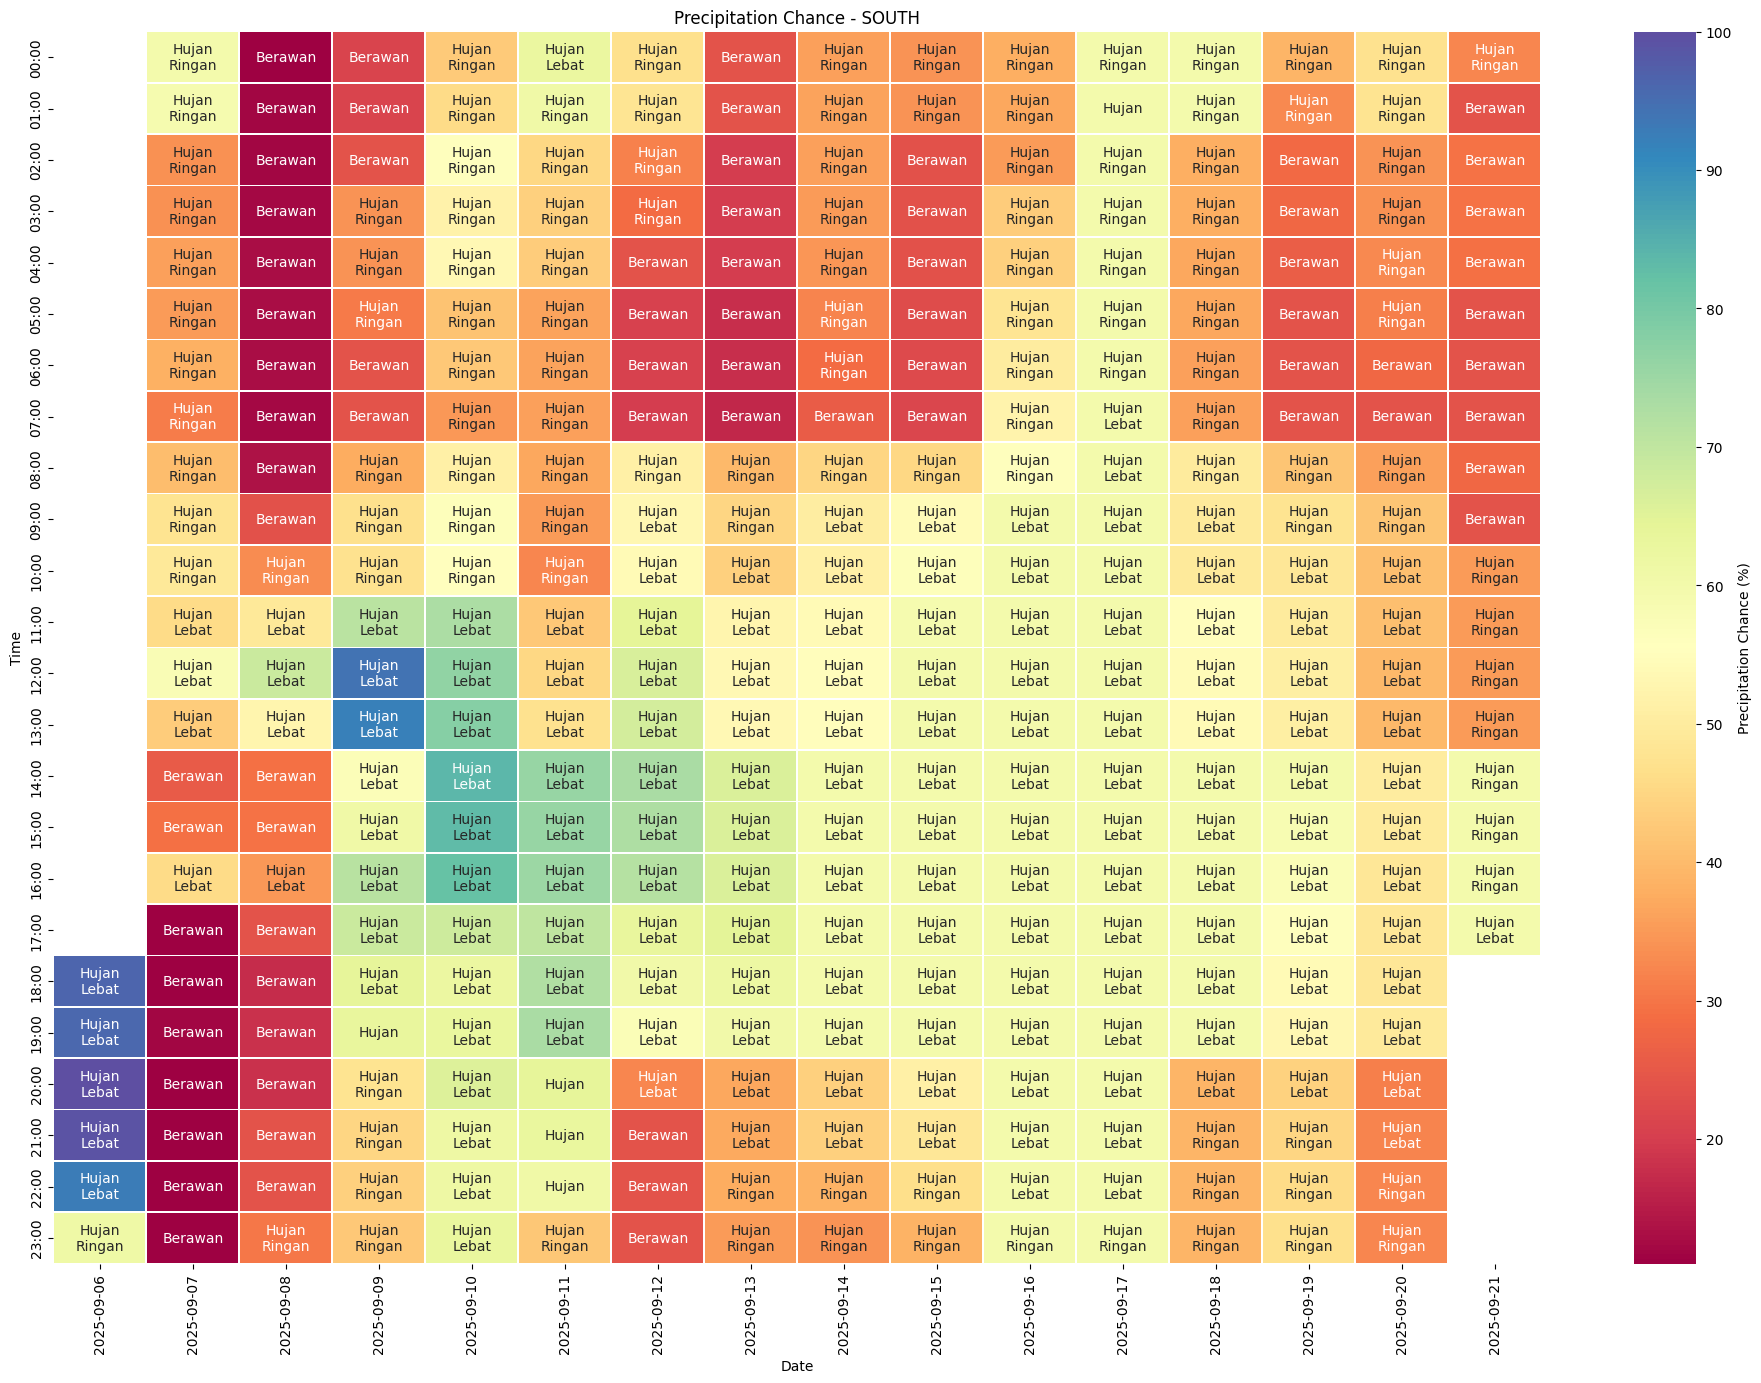 Precipitation Chance - SOUTH
Time
00:00 Hujan Ringan Berawan Berawan Hujan Ringan Hujan Lebat Hujan Ringan Berawan Hujan Ringan Hujan Ringan Hujan Ringan Hujan Ringan Hujan Ringan Hujan Ringan Hujan Ringan Hujan Ringan
01:00 Hujan Ringan Berawan Berawan Hujan Ringan Hujan Ringan Hujan Ringan Berawan Hujan Ringan Hujan Ringan Hujan Ringan Hujan Hujan Ringan Hujan Ringan Hujan Ringan Berawan
02:00 Hujan Ringan Berawan Berawan Hujan Ringan Hujan Ringan Hujan Ringan Berawan Hujan Ringan Berawan Hujan Ringan Hujan Ringan Hujan Ringan Berawan Hujan Ringan Berawan
03:00 Hujan Ringan Berawan Hujan Ringan Hujan Ringan Hujan Ringan Hujan Ringan Berawan Hujan Ringan Berawan Hujan Ringan Hujan Ringan Hujan Ringan Berawan Hujan Ringan Berawan
04:00 Hujan Ringan Berawan Hujan Ringan Hujan Ringan Hujan Ringan Berawan Berawan Hujan Ringan Berawan Hujan Ringan Hujan Ringan Hujan Ringan Berawan Hujan Ringan Berawan
05:00 Hujan Ringan Berawan Hujan Ringan Hujan Ringan Hujan Ringan Berawan Berawan Hujan Ringan Berawan Hujan Ringan Hujan Ringan Hujan Ringan Berawan Hujan Ringan Berawan
06:00 Hujan Ringan Berawan Berawan Hujan Ringan Hujan Ringan Berawan Berawan Hujan Ringan Berawan Hujan Ringan Hujan Ringan Hujan Ringan Berawan Berawan Berawan
07:00 Hujan Ringan Berawan Berawan Hujan Ringan Hujan Ringan Berawan Berawan Berawan Berawan Hujan Ringan Hujan Lebat Hujan Ringan Berawan Berawan Berawan
08:00 Hujan Ringan Berawan Hujan Ringan Hujan Ringan Hujan Ringan Hujan Ringan Hujan Ringan Hujan Ringan Hujan Ringan Hujan Ringan Hujan Lebat Hujan Ringan Hujan Ringan Hujan Ringan Berawan
09:00 Hujan Ringan Berawan Hujan Ringan Hujan Ringan Hujan Ringan Hujan Lebat Hujan Ringan Hujan Lebat Hujan Lebat Hujan Lebat Hujan Lebat Hujan Lebat Hujan Ringan Hujan Ringan Berawan
10:00 Hujan Ringan Hujan Ringan Hujan Ringan Hujan Ringan Hujan Ringan Hujan Lebat Hujan Lebat Hujan Lebat Hujan Lebat Hujan Lebat Hujan Lebat Hujan Lebat Hujan Lebat Hujan Lebat Hujan Ringan
11:00 Hujan Lebat Hujan Lebat Hujan Lebat Hujan Lebat Hujan Lebat Hujan Lebat Hujan Lebat Hujan Lebat Hujan Lebat Hujan Lebat Hujan Lebat Hujan Lebat Hujan Lebat Hujan Lebat Hujan Ringan
12:00 Hujan Lebat Hujan Lebat Hujan Lebat Hujan Lebat Hujan Lebat Hujan Lebat Hujan Lebat Hujan Lebat Hujan Lebat Hujan Lebat Hujan Lebat Hujan Lebat Hujan Lebat Hujan Lebat Hujan Ringan
13:00 Hujan Lebat Hujan Lebat Hujan Lebat Hujan Lebat Hujan Lebat Hujan Lebat Hujan Lebat Hujan Lebat Hujan Lebat Hujan Lebat Hujan Lebat Hujan Lebat Hujan Lebat Hujan Lebat Hujan Ringan
14:00 Berawan Berawan Hujan Lebat Hujan Lebat Hujan Lebat Hujan Lebat Hujan Lebat Hujan Lebat Hujan Lebat Hujan Lebat Hujan Lebat Hujan Lebat Hujan Lebat Hujan Lebat Hujan Ringan
15:00 Berawan Berawan Hujan Lebat Hujan Lebat Hujan Lebat Hujan Lebat Hujan Lebat Hujan Lebat Hujan Lebat Hujan Lebat Hujan Lebat Hujan Lebat Hujan Lebat Hujan Lebat Hujan Ringan
16:00 Hujan Lebat Hujan Lebat Hujan Lebat Hujan Lebat Hujan Lebat Hujan Lebat Hujan Lebat Hujan Lebat Hujan Lebat Hujan Lebat Hujan Lebat Hujan Lebat Hujan Lebat Hujan Lebat Hujan Ringan
17:00 Berawan Berawan Hujan Lebat Hujan Lebat Hujan Lebat Hujan Lebat Hujan Lebat Hujan Lebat Hujan Lebat Hujan Lebat Hujan Lebat Hujan Lebat Hujan Lebat Hujan Lebat Hujan Lebat
18:00 Hujan Lebat Berawan Berawan Hujan Lebat Hujan Lebat Hujan Lebat Hujan Lebat Hujan Lebat Hujan Lebat Hujan Lebat Hujan Lebat Hujan Lebat Hujan Lebat Hujan Lebat Hujan Lebat
19:00 Hujan Lebat Berawan Berawan Hujan Hujan Lebat Hujan Lebat Hujan Lebat Hujan Lebat Hujan Lebat Hujan Lebat Hujan Lebat Hujan Lebat Hujan Lebat Hujan Lebat Hujan Lebat
20:00 Hujan Lebat Berawan Berawan Hujan Ringan Hujan Lebat Hujan Hujan Lebat Hujan Lebat Hujan Lebat Hujan Lebat Hujan Lebat Hujan Lebat Hujan Lebat Hujan Lebat Hujan Lebat
21:00 Hujan Lebat Berawan Berawan Hujan Ringan Hujan Lebat Hujan Berawan Hujan Lebat Hujan Lebat Hujan Lebat Hujan Lebat Hujan Lebat Hujan Ringan Hujan Ringan Hujan Lebat
22:00 Hujan Lebat Berawan Berawan Hujan Ringan Hujan Lebat Hujan Berawan Hujan Ringan Hujan Ringan Hujan Ringan Hujan Lebat Hujan Lebat Hujan Ringan Hujan Ringan Hujan Ringan
23:00 Hujan Ringan Berawan Hujan Ringan Hujan Ringan Hujan Lebat Hujan Ringan Berawan Hujan Ringan Hujan Ringan Hujan Ringan Hujan Ringan Hujan Ringan Hujan Ringan Hujan Ringan Hujan Ringan
2025-09-06
2025-09-07
2025-09-08
2025-09-09
2025-09-10
2025-09-11
2025-09-12
2025-09-13
2025-09-14
2025-09-15
2025-09-16
2025-09-17
2025-09-18
2025-09-19
2025-09-20
2025-09-21
Date
100
90
80
70
60
50
40
30
20
Precipitation Chance (%)